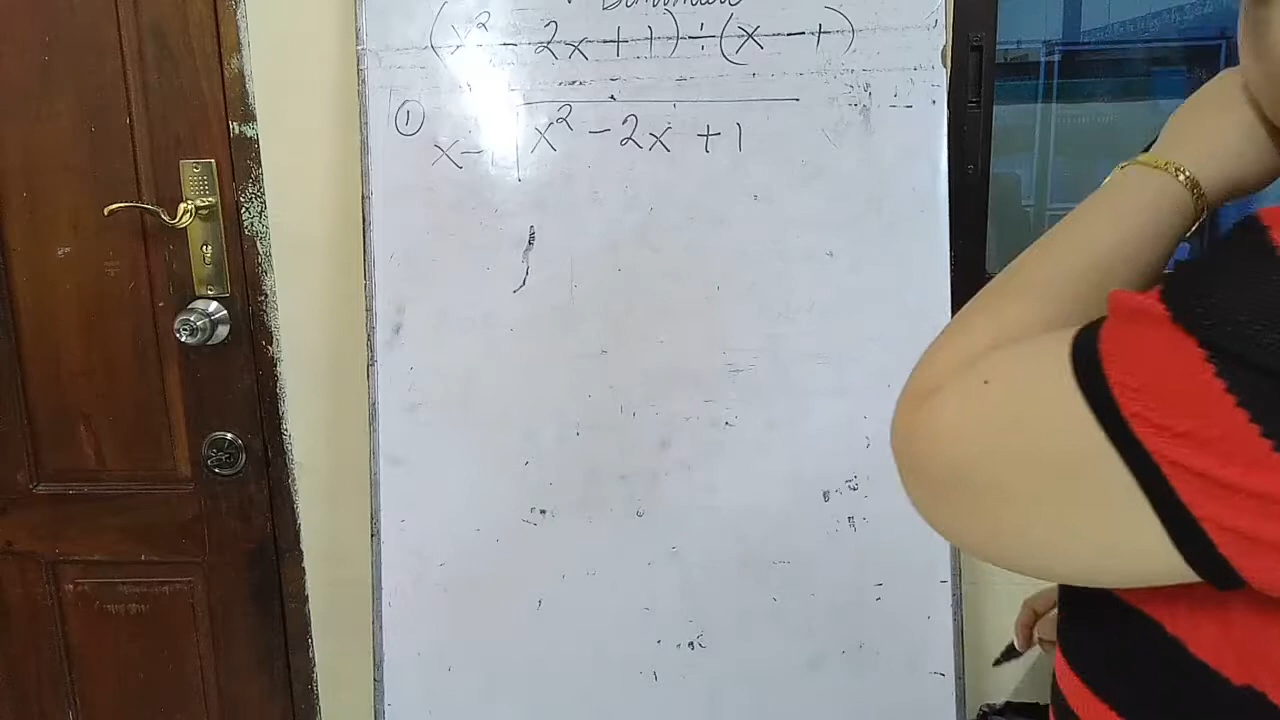 (x² - 2x + 1) ÷ (x - 1)
① x - 1 | x² - 2x + 1